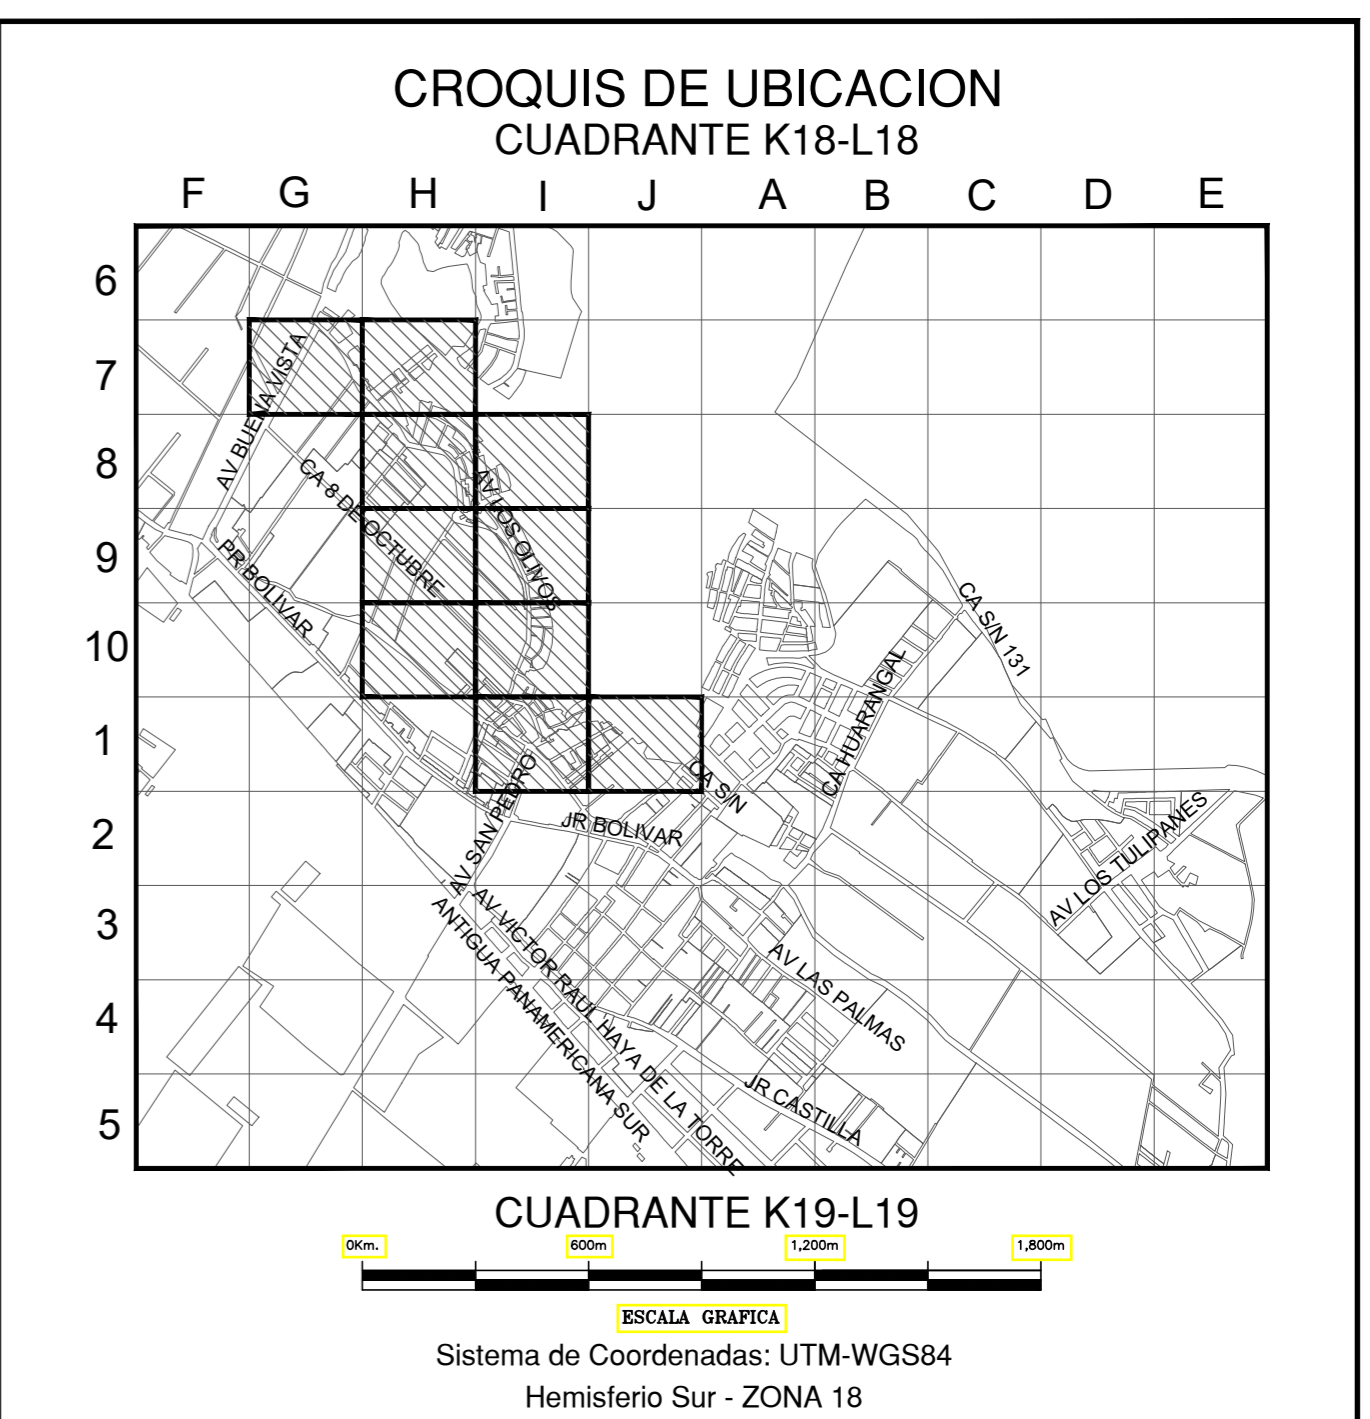 CROQUIS DE UBICACION
CUADRANTE K18-L18
F G H I J A B C D E
6
7
8
9
10
1
2
3
4
5
AV BUENA VISTA
CA 8 DE OCTUBRE
AV LOS OLIVOS
PR BOLIVAR
CA S/N 131
CA HUARANGAL
CA S/N
AV SAN PEDRO
JR BOLIVAR
AV LOS TULIPANES
AV VICTOR RAUL HAYA DE LA TORRE
ANTIGUA PANAMERICANA SUR
AV LAS PALMAS
JR CASTILLA
CUADRANTE K19-L19
0Km. 600m 1,200m 1,800m
ESCALA GRAFICA
Sistema de Coordenadas: UTM-WGS84
Hemisferio Sur - ZONA 18